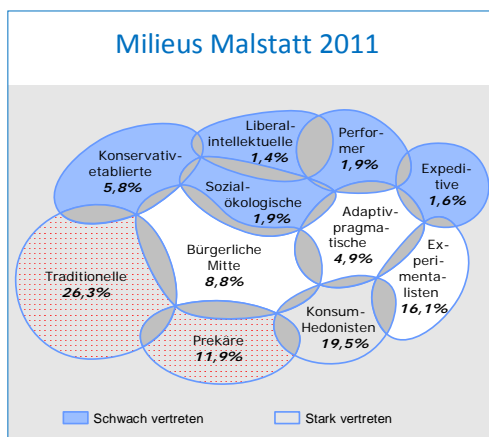 Milieus Malstatt 2011
Liberal-
intellektuelle
1,4%
Performer
1,9%
Konservativ-
etablierte
5,8%
Expedi-
tive
1,6%
Sozial-
ökologische
1,9%
Adaptiv-
pragma-
tische
4,9%
Bürgerliche
Mitte
8,8%
Ex-
peri-
menta-
listen
16,1%
Traditionelle
26,3%
Konsum-
Hedonisten
19,5%
Prekäre
11,9%
Schwach vertreten
Stark vertreten